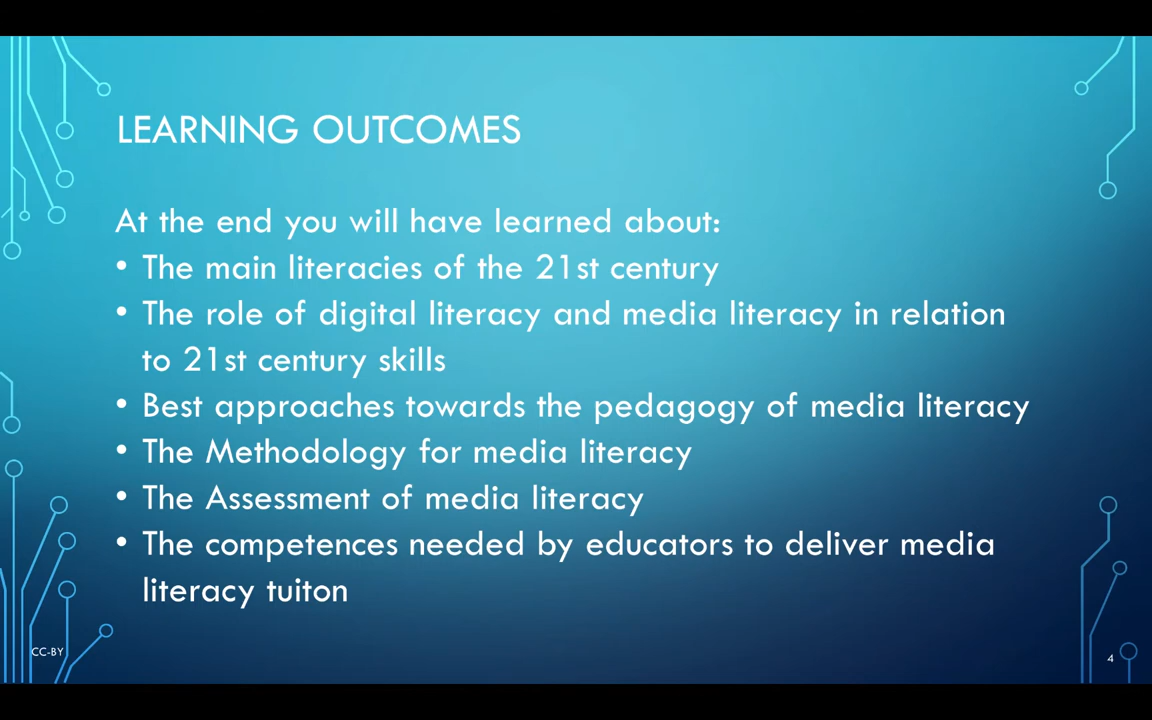 LEARNING OUTCOMES
At the end you will have learned about:
• The main literacies of the 21st century
• The role of digital literacy and media literacy in relation
to 21st century skills
• Best approaches towards the pedagogy of media literacy
• The Methodology for media literacy
• The Assessment of media literacy
• The competences needed by educators to deliver media
literacy tuiton
CC-BY
4